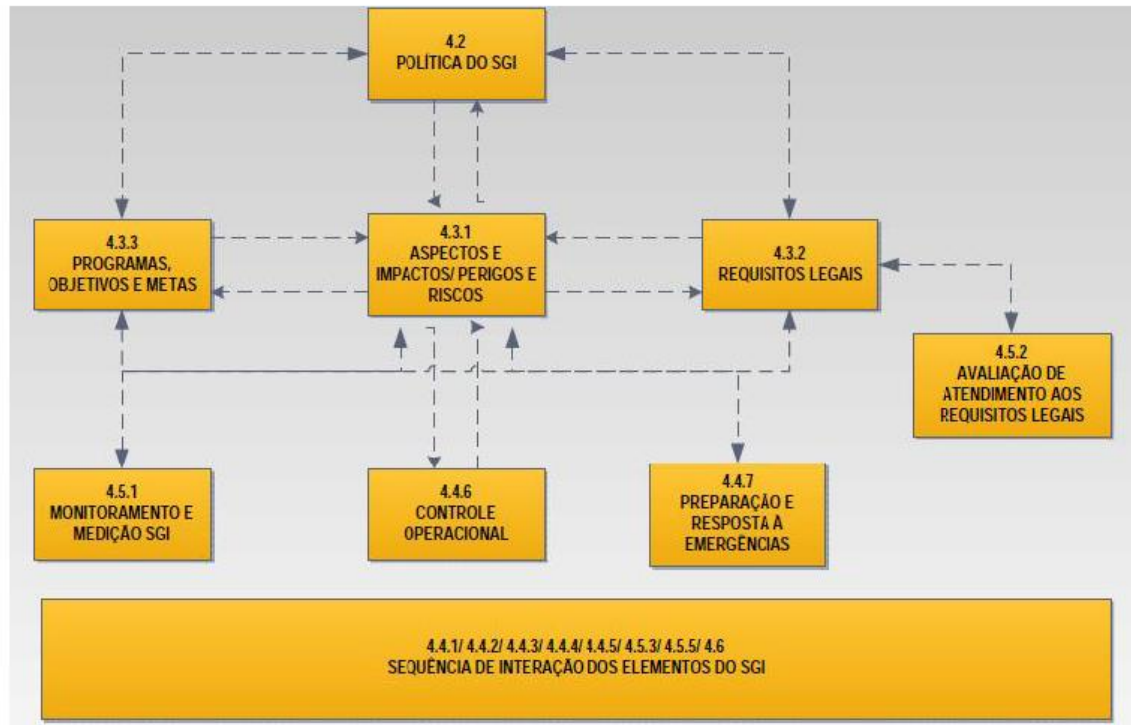 4.2
POLÍTICA DO SGI
4.3.3
PROGRAMAS,
OBJETIVOS E METAS
4.3.1
ASPECTOS E
IMPACTOS/ PERIGOS E
RISCOS
4.3.2
REQUISITOS LEGAIS
4.5.2
AVALIAÇÃO DE
ATENDIMENTO AOS
REQUISITOS LEGAIS
4.5.1
MONITORAMENTO E
MEDIÇÃO SGI
4.4.6
CONTROLE
OPERACIONAL
4.4.7
PREPARAÇÃO E
RESPOSTA À
EMERGÊNCIAS
4.4.1/ 4.4.2/ 4.4.3/ 4.4.4/ 4.4.5/ 4.5.3/ 4.5.5/ 4.6
SEQUÊNCIA DE INTERAÇÃO DOS ELEMENTOS DO SGI